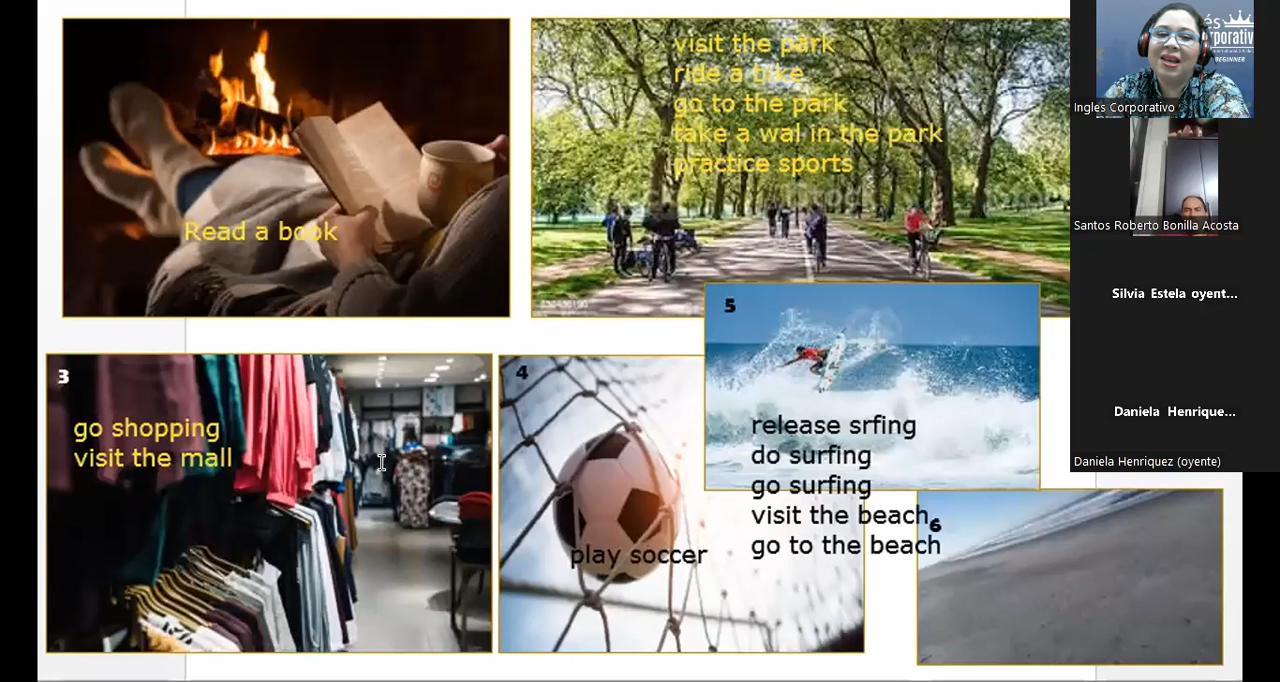 Read a book
visit the park
ride a bike
go to the park
take a wal in the park
practice sports
3
go shopping
visit the mall
4
play soccer
5
release srfing
do surfing
go surfing
visit the beach
go to the beach
6
BEGINNER
Ingles Corporativo
Santos Roberto Bonilla Acosta
Silvia Estela oyent...
Daniela Henrique...
Daniela Henriquez (oyente)